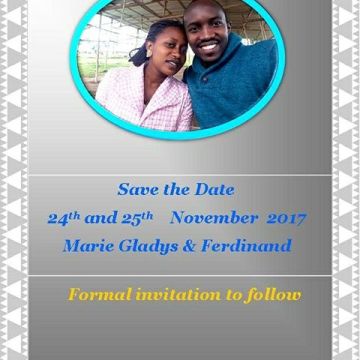 Save the Date
24th and 25th November 2017
Marie Gladys & Ferdinand
Formal invitation to follow